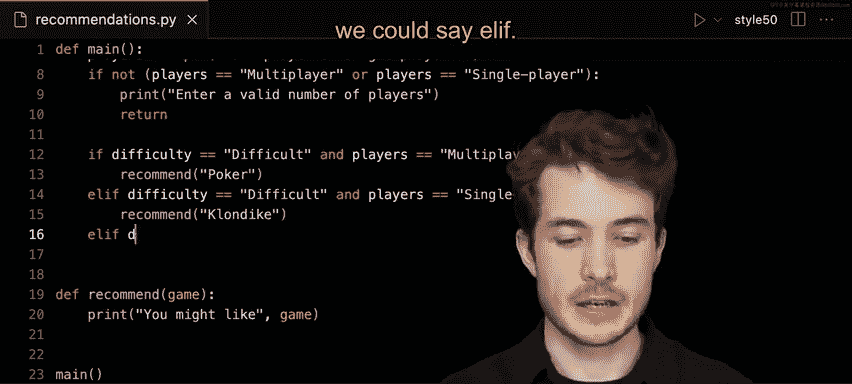 recommendations.py
style50
we could say elif.
1 def main():
8 if not (players == "Multiplayer" or players == "Single-player"):
9 print("Enter a valid number of players")
10 return
11
12 if difficulty == "Difficult" and players ==
13 recommend("Poker")
14 elif difficulty == "Difficult" and players == "Single
15 recommend("Klondike")
16 elif d
17
18
19 def recommend(game):
20 print("You might like", game)
21
22
23 main()